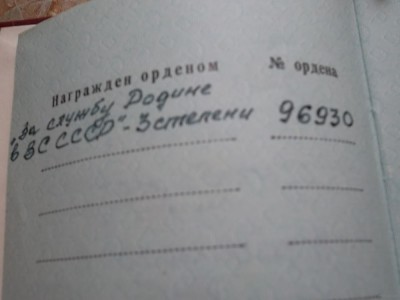 Награжден орденом № ордена
"За службу Родине
в ВС СССР"-3 степени 96930